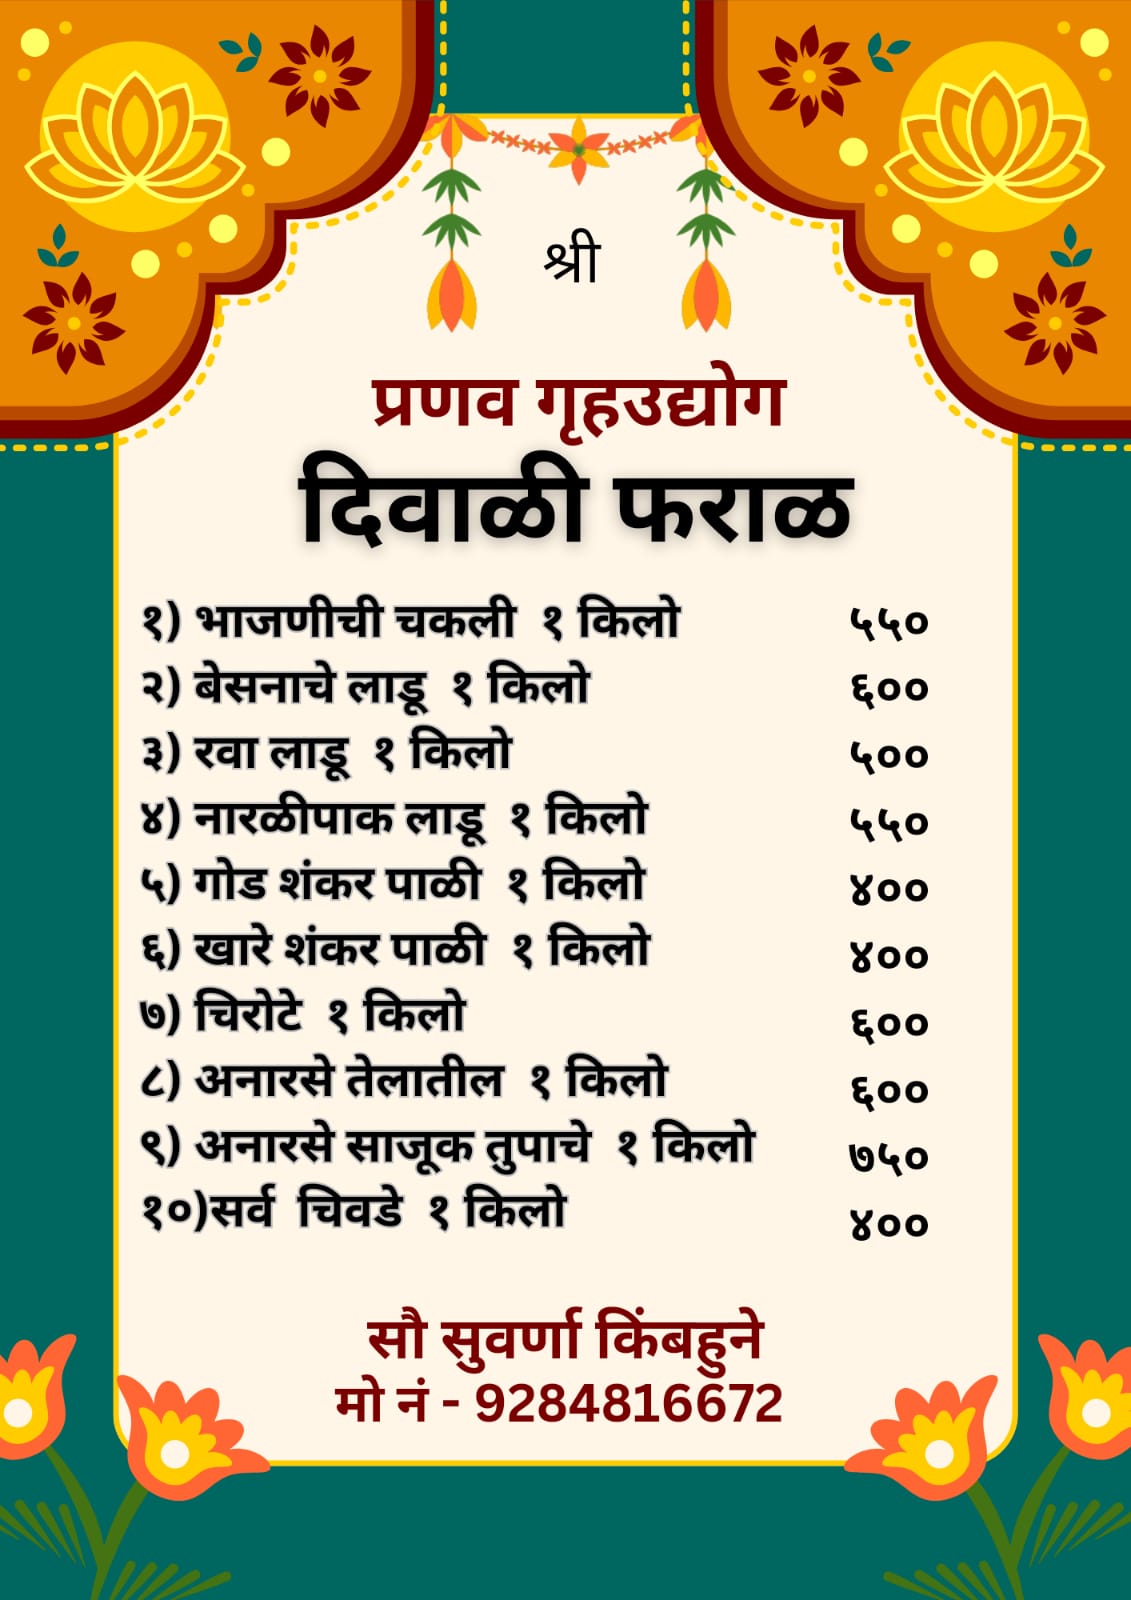 श्री
प्रणव गृहउद्योग
दिवाळी फराळ
१) भाजणीची चकली १ किलो ५५०
२) बेसनाचे लाडू १ किलो ६००
३) रवा लाडू १ किलो ५००
४) नारळीपाक लाडू १ किलो ५५०
५) गोड शंकर पाळी १ किलो ४००
६) खारे शंकर पाळी १ किलो ४००
७) चिरोटे १ किलो ६००
८) अनारसे तेलातील १ किलो ६००
९) अनारसे साजूक तुपाचे १ किलो ७५०
१०)सर्व चिवडे १ किलो ४००
सौ सुवर्णा किंबहुने
मो नं - 9284816672